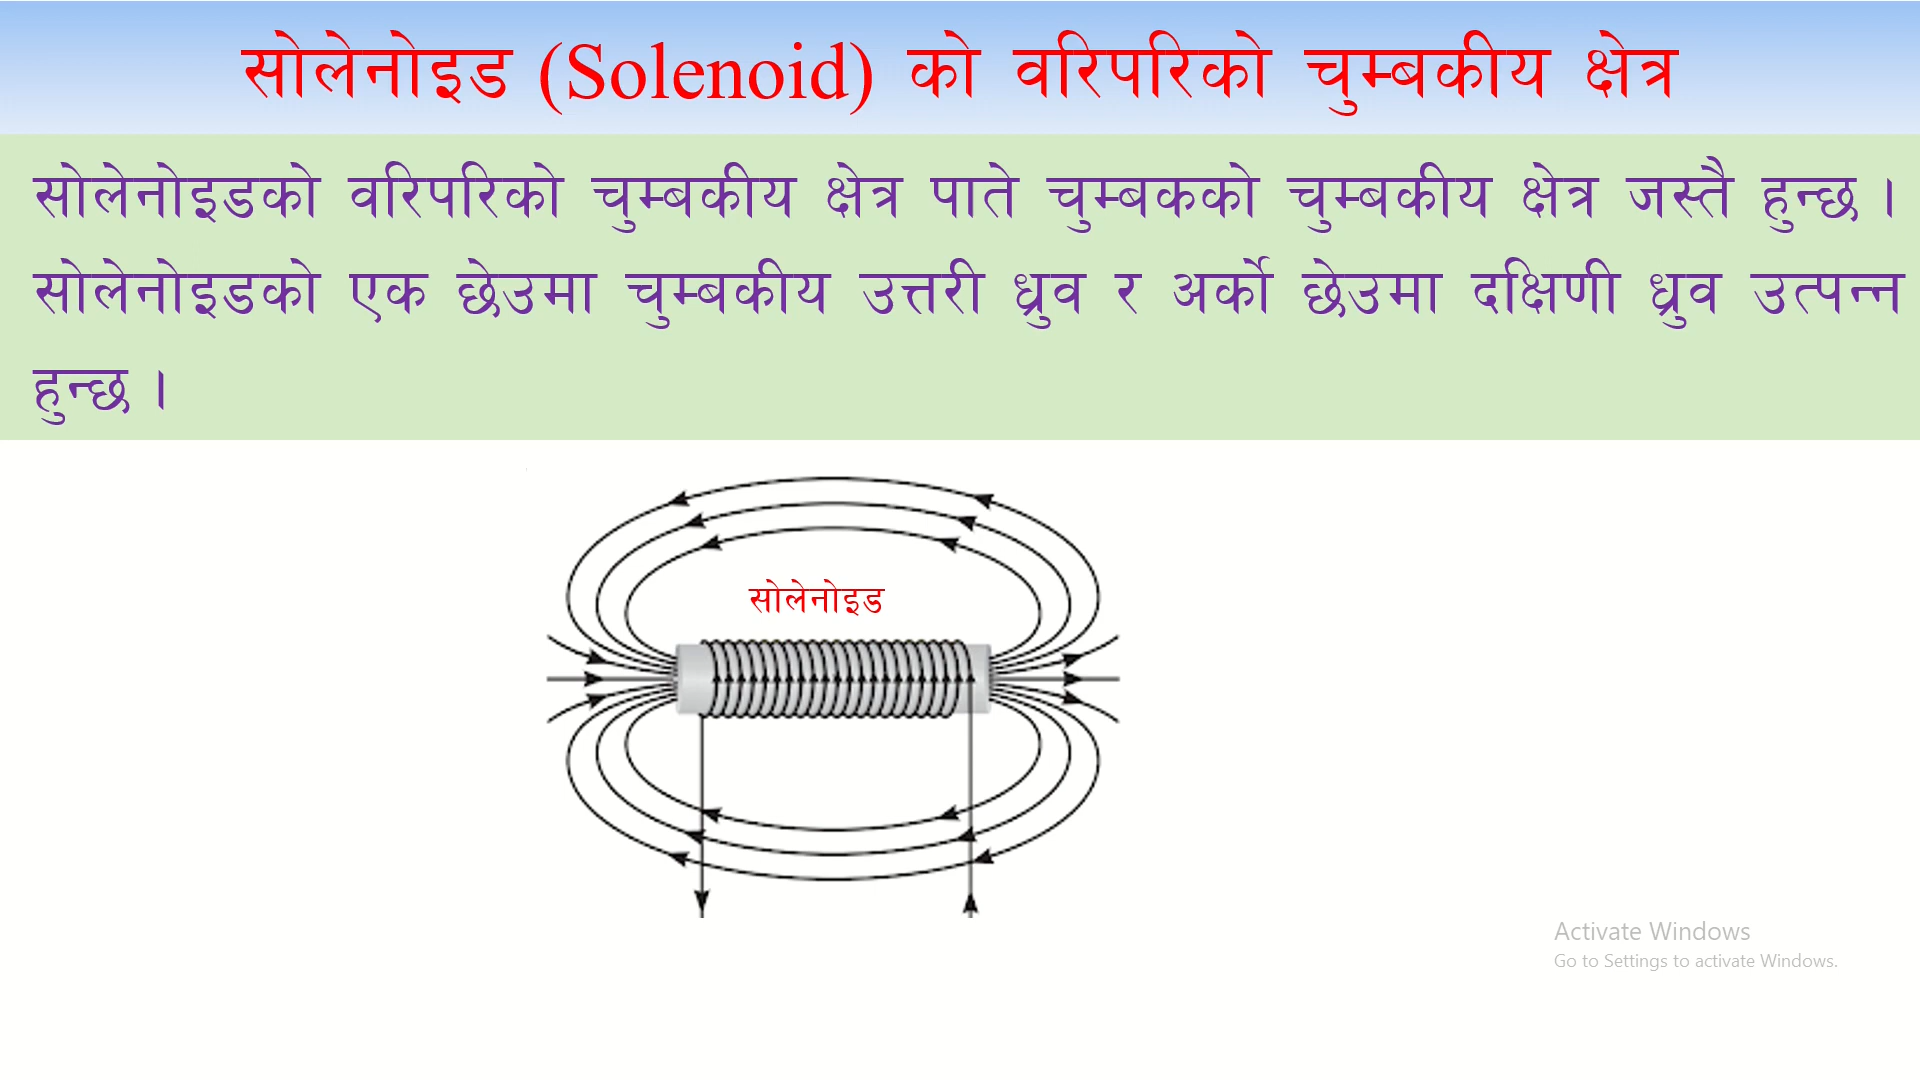 सोलेनोइड (Solenoid) को वरिपरिको चुम्बकीय क्षेत्र
सोलेनोइडको वरिपरिको चुम्बकीय क्षेत्र पाते चुम्बकको चुम्बकीय क्षेत्र जस्तै हुन्छ ।
सोलेनोइडको एक छेउमा चुम्बकीय उत्तरी ध्रुव र अर्को छेउमा दक्षिणी ध्रुव उत्पन्न
हुन्छ ।
सोलेनोइड
Activate Windows
Go to Settings to activate Windows.